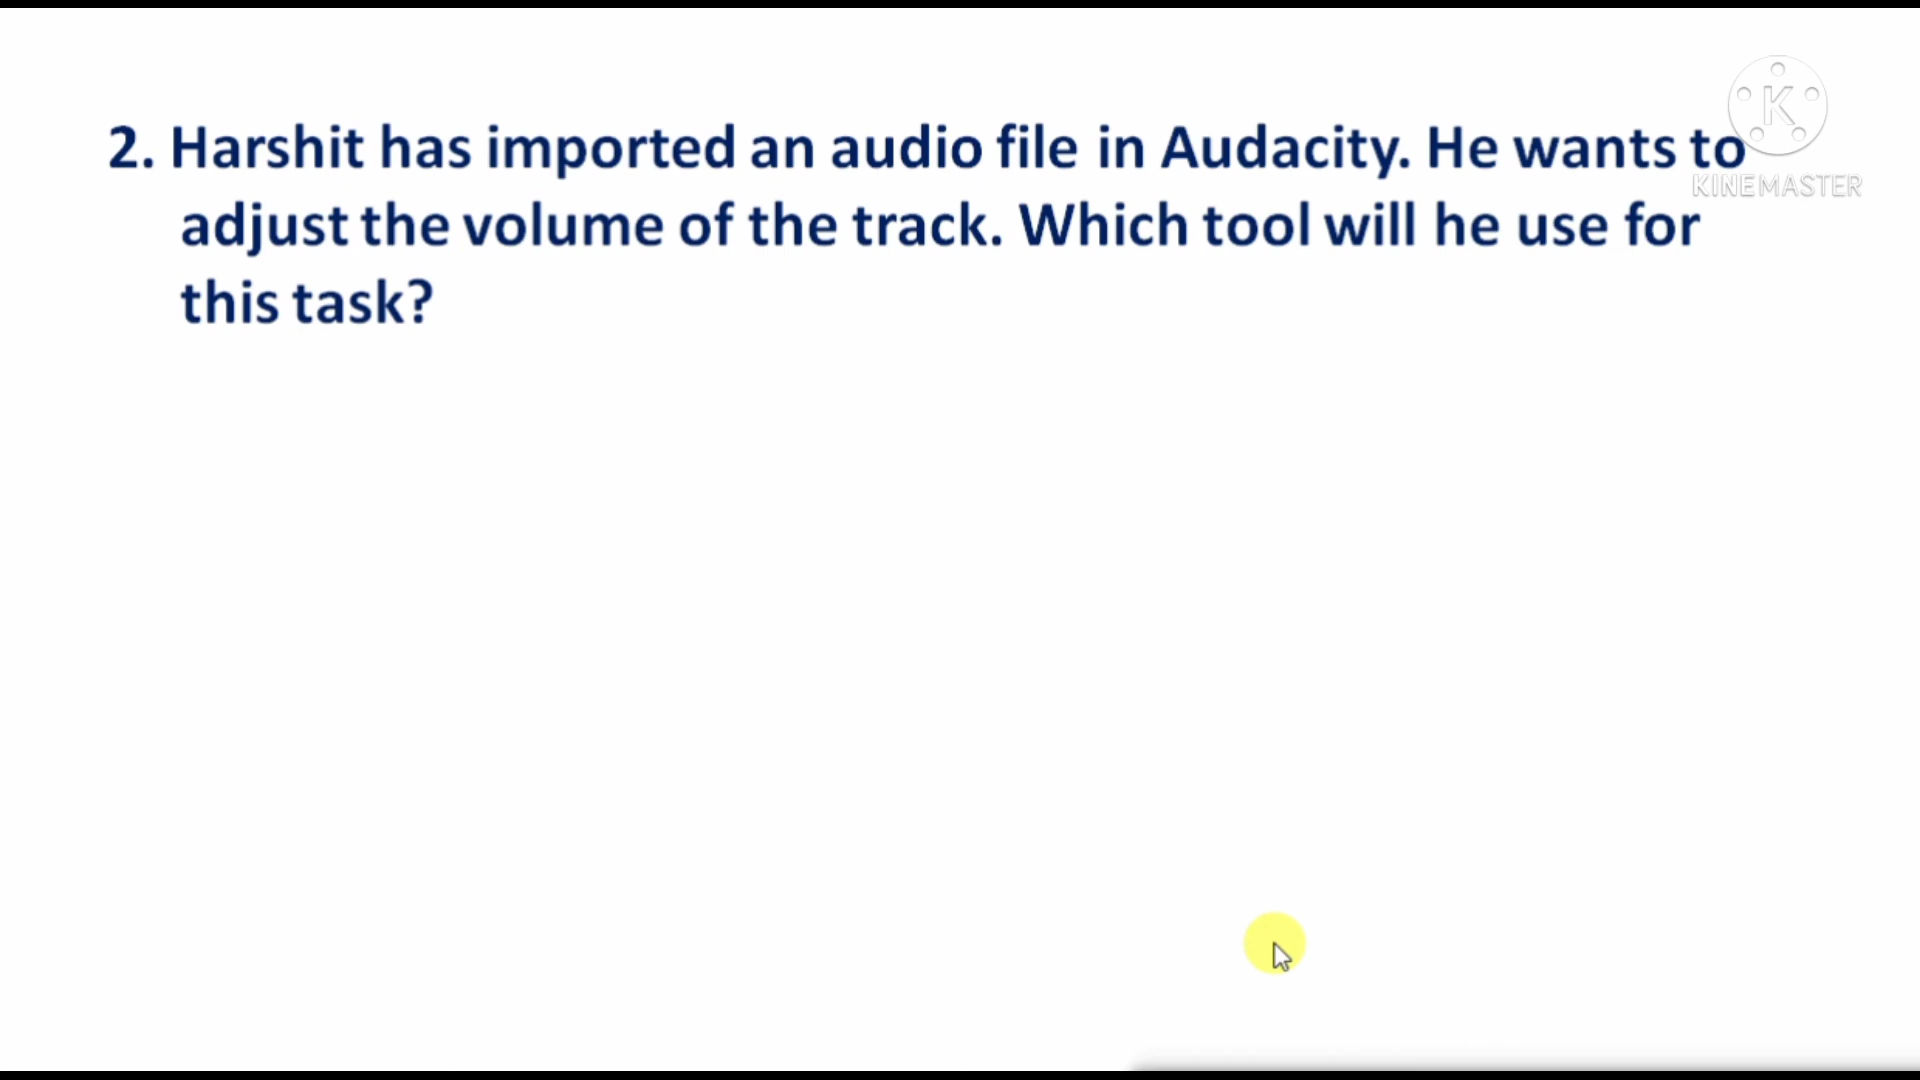 2. Harshit has imported an audio file in Audacity. He wants to
adjust the volume of the track. Which tool will he use for
this task?
K
KINEMASTER